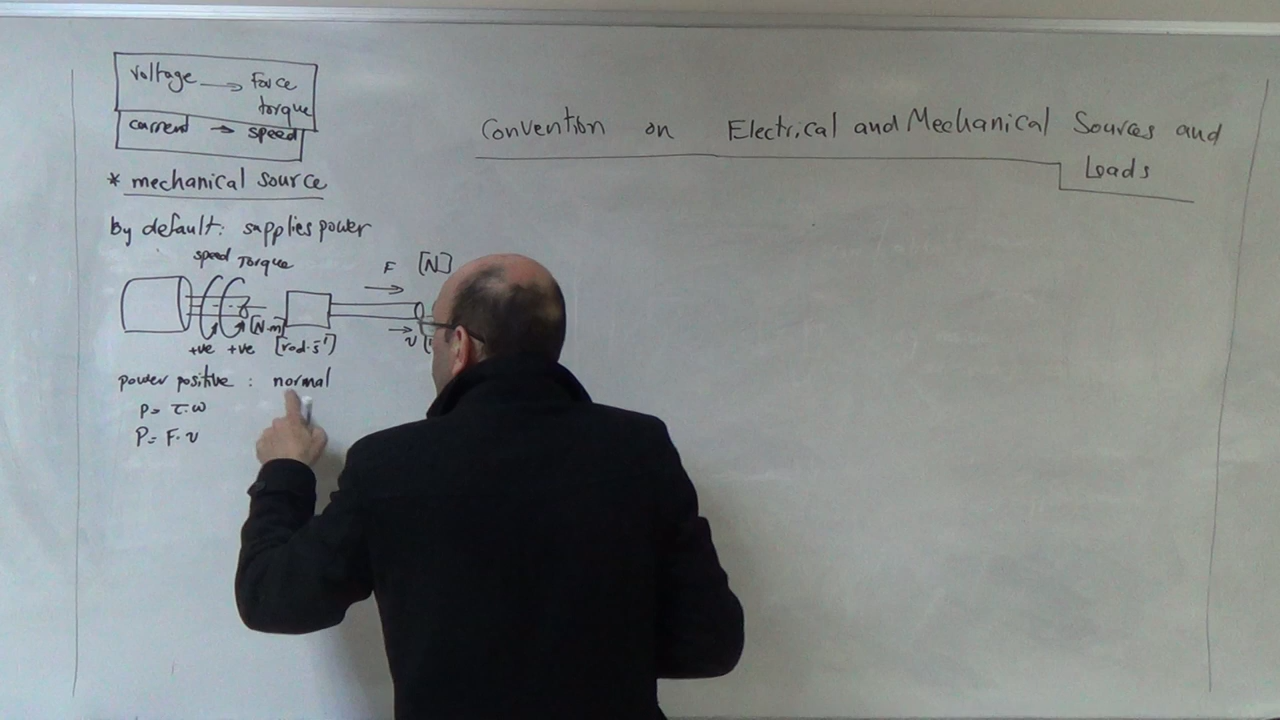 voltage → Force
torque
current → speed
Convention on Electrical and Mechanical Sources and
Loads
* mechanical source
by default: supplies power
speed Torque
F [N]
[N.m]
v [
+ve +ve [rad.s⁻¹]
power positive : normal
P= τ.ω
P= F.v